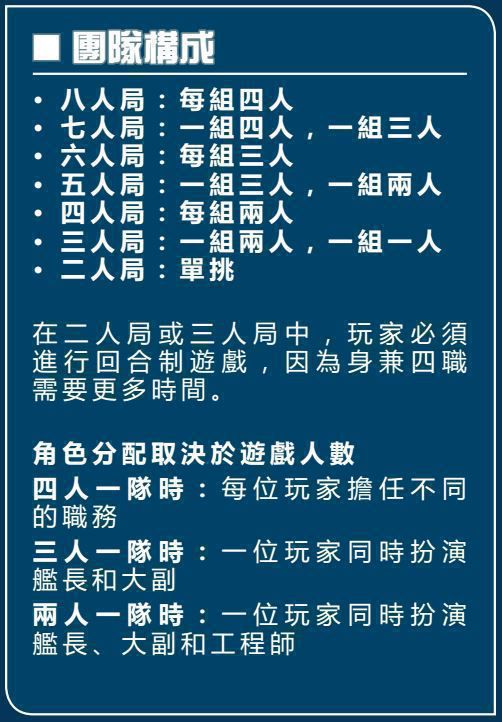 ■ 團隊構成
• 八人局：每組四人
• 七人局：一組四人，一組三人
• 六人局：每組三人
• 五人局：一組三人，一組兩人
• 四人局：每組兩人
• 三人局：一組兩人，一組一人
• 二人局：單挑
在二人局或三人局中，玩家必須
進行回合制遊戲，因為身兼四職
需要更多時間。
角色分配取決於遊戲人數
四人一隊時：每位玩家擔任不同
的職務
三人一隊時：一位玩家同時扮演
艦長和大副
兩人一隊時：一位玩家同時扮演
艦長、大副和工程師